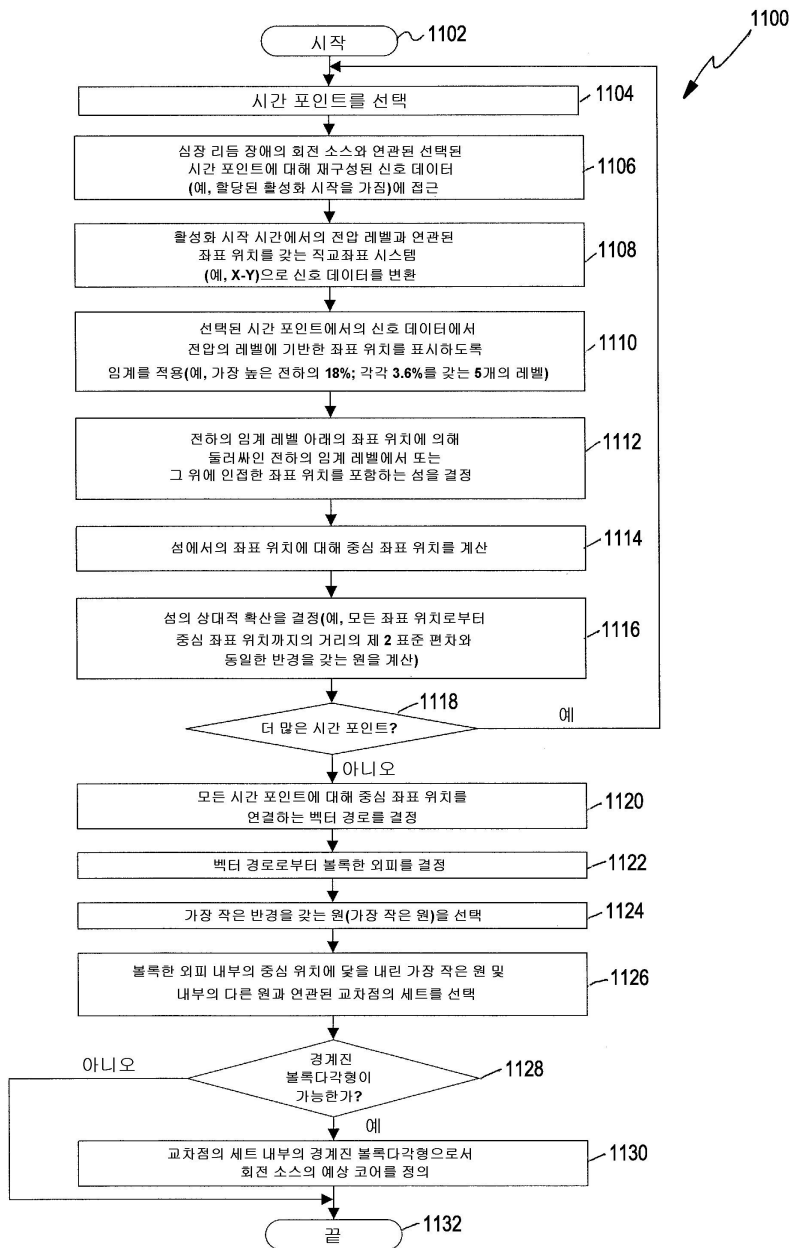 1100
시작
1102
시간 포인트를 선택
1104
심장 리듬 장애의 회전 소스와 연관된 선택된
시간 포인트에 대해 재구성된 신호 데이터
(예, 할당된 활성화 시작을 가짐)에 접근
1106
활성화 시작 시간에서의 전압 레벨과 연관된
좌표 위치를 갖는 직교좌표 시스템
(예, X-Y)으로 신호 데이터를 변환
1108
선택된 시간 포인트에서의 신호 데이터에서
전압의 레벨에 기반한 좌표 위치를 표시하도록
임계를 적용(예, 가장 높은 전하의 18%; 각각 3.6%를 갖는 5개의 레벨)
1110
전하의 임계 레벨 아래의 좌표 위치에 의해
둘러싸인 전하의 임계 레벨에서 또는
그 위에 인접한 좌표 위치를 포함하는 섬을 결정
1112
섬에서의 좌표 위치에 대해 중심 좌표 위치를 계산
1114
섬의 상대적 확산을 결정(예, 모든 좌표 위치로부터
중심 좌표 위치까지의 거리의 제 2 표준 편차와
동일한 반경을 갖는 원을 계산)
1116
1118
더 많은 시간 포인트?
예
아니오
모든 시간 포인트에 대해 중심 좌표 위치를
연결하는 벡터 경로를 결정
1120
벡터 경로로부터 볼록한 외피를 결정
1122
가장 작은 반경을 갖는 원(가장 작은 원)을 선택
1124
볼록한 외피 내부의 중심 위치에 닻을 내린 가장 작은 원 및
내부의 다른 원과 연관된 교차점의 세트를 선택
1126
아니오
경계진
볼록다각형이
가능한가?
1128
예
교차점의 세트 내부의 경계진 볼록다각형으로서
회전 소스의 예상 코어를 정의
1130
끝
1132